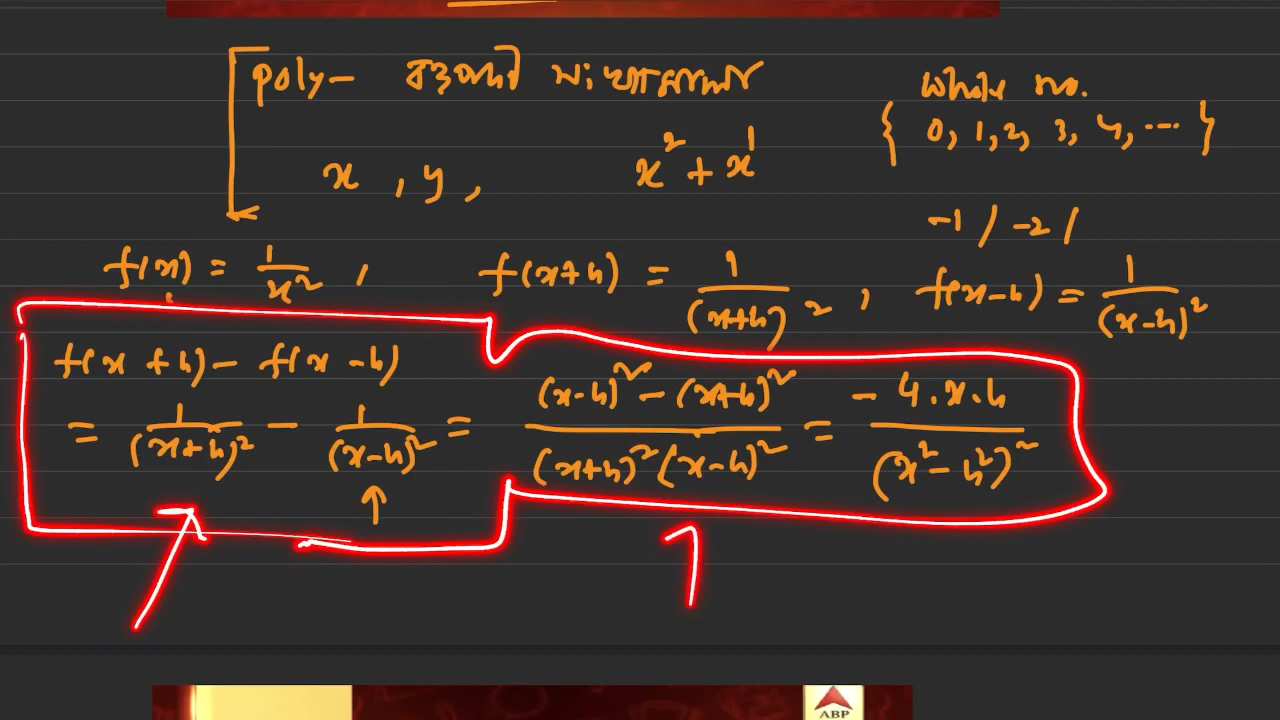 poly-
whole no.
{ 0, 1, 2, 3, 4, ... }
x , y , x² + x¹
-1 / -2 /
f(x) = 1/x² , f(x+h) = 1/(x+h)² , f(x-h) = 1/(x-h)²
f(x + h) - f(x - h)
= 1/(x+h)² - 1/(x-h)² = ((x-h)² - (x+h)²)/((x+h)² (x-h)²) = - 4.x.h/(x² - h²)²
ABP